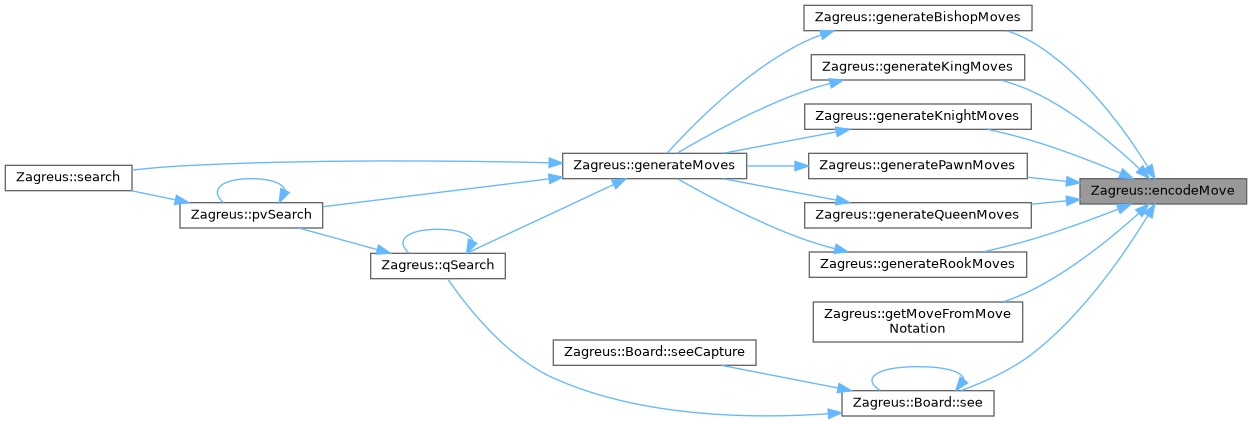 Zagreus::generateBishopMoves
Zagreus::generateKingMoves
Zagreus::generateKnightMoves
Zagreus::generateMoves
Zagreus::generatePawnMoves
Zagreus::search
Zagreus::encodeMove
Zagreus::pvSearch
Zagreus::generateQueenMoves
Zagreus::qSearch
Zagreus::generateRookMoves
Zagreus::getMoveFromMove
Notation
Zagreus::Board::seeCapture
Zagreus::Board::see